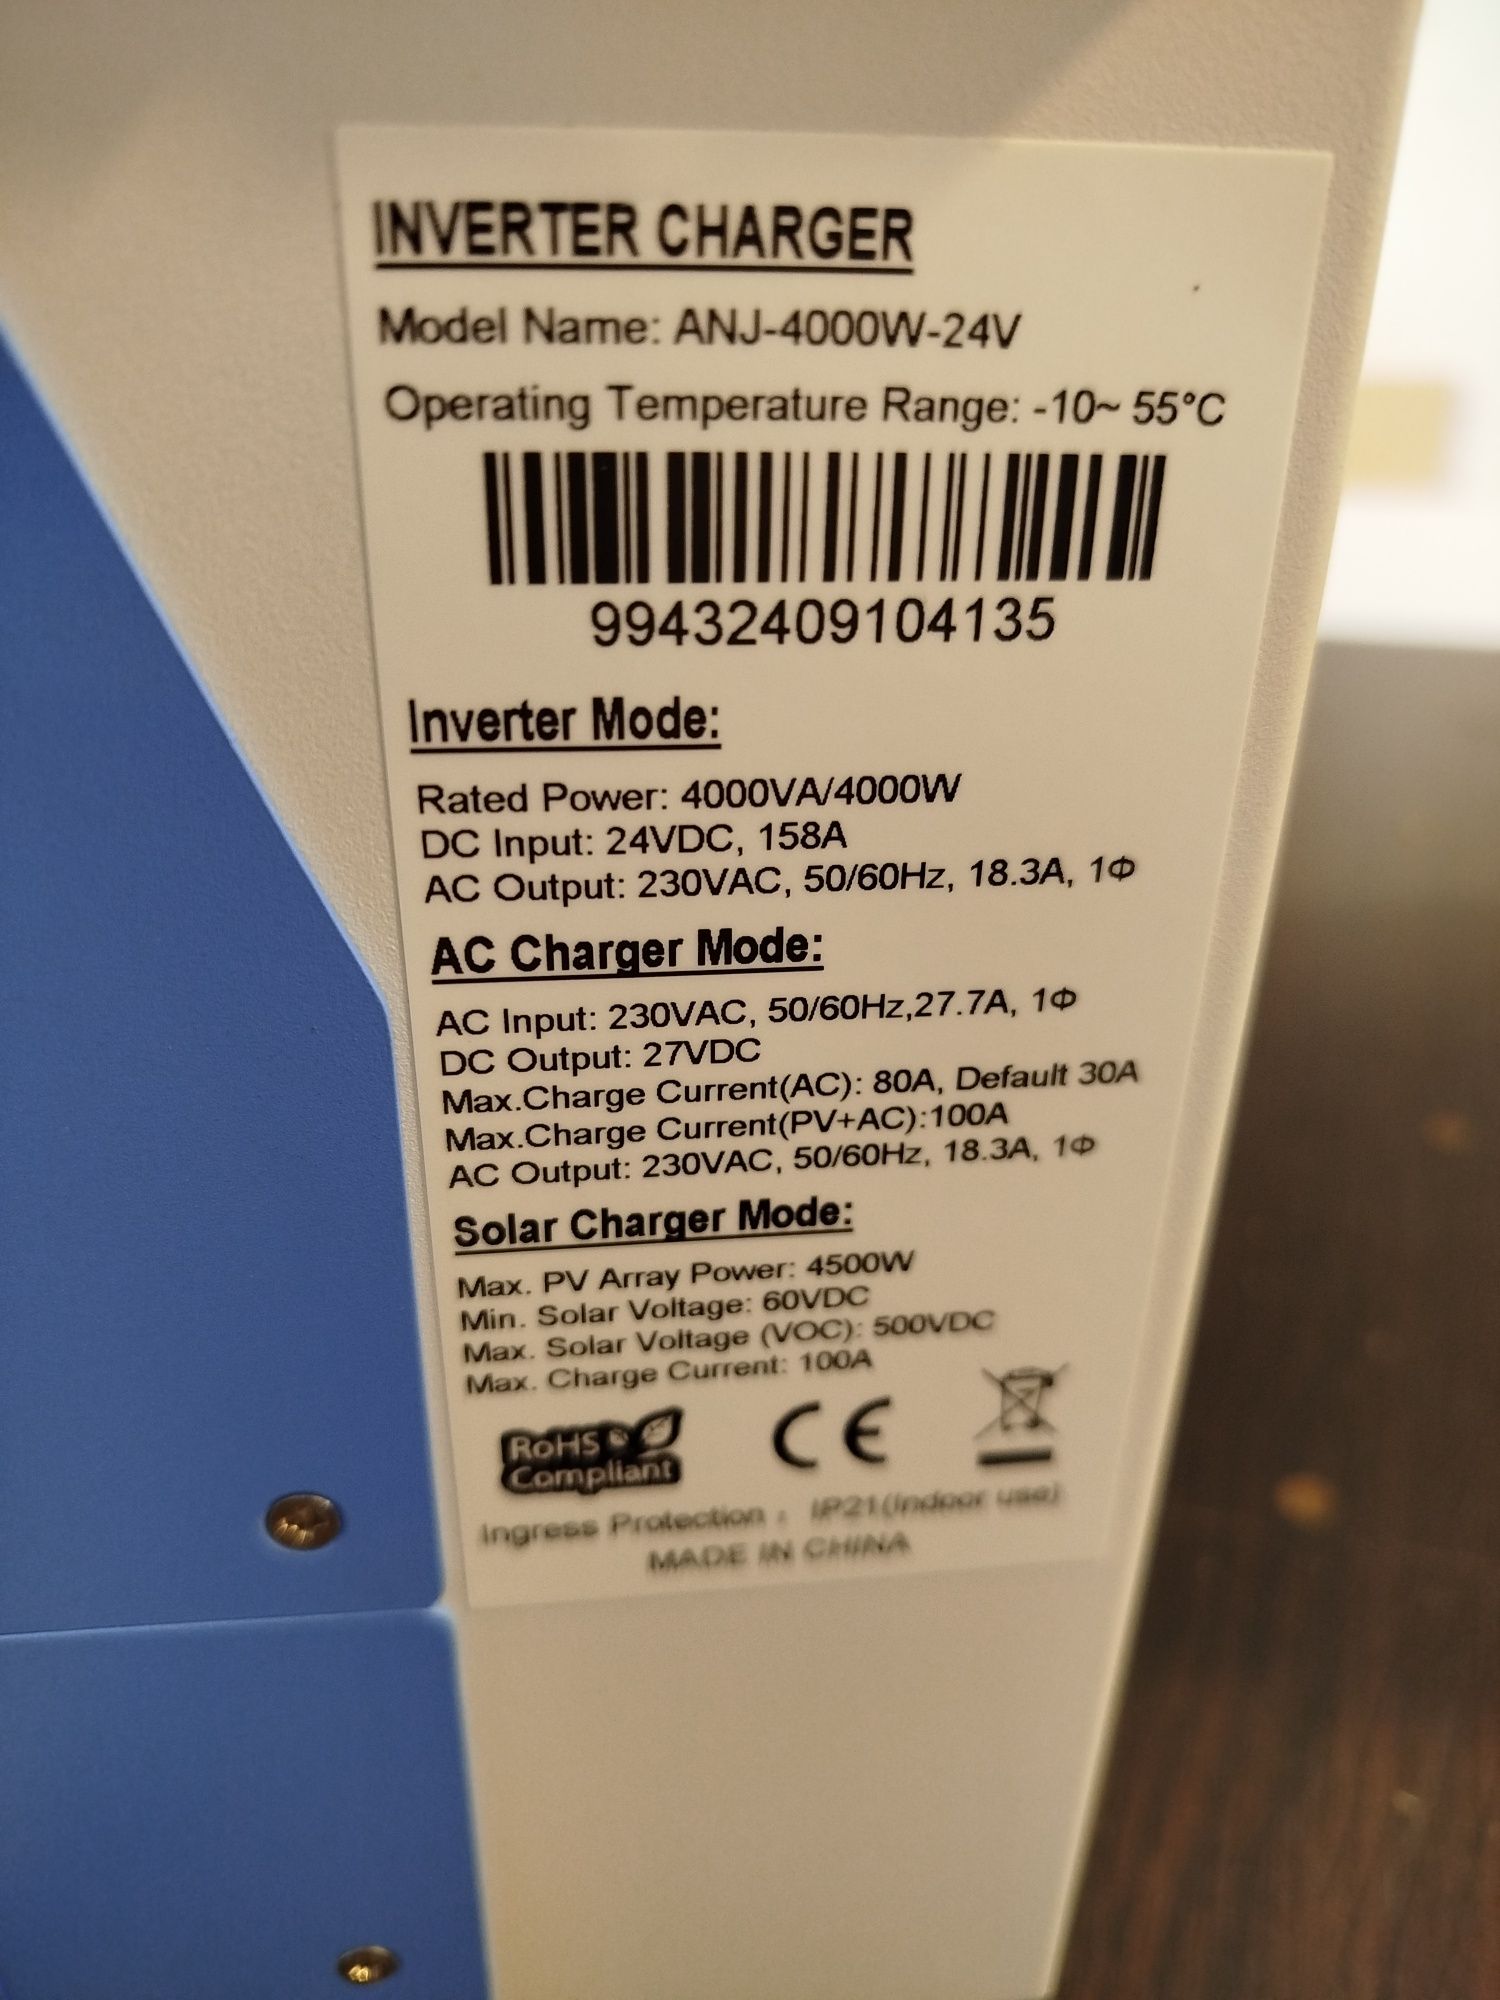 INVERTER CHARGER
Model Name: ANJ-4000W-24V
Operating Temperature Range: -10~ 55°C
99432409104135
Inverter Mode:
Rated Power: 4000VA/4000W
DC Input: 24VDC, 158A
AC Output: 230VAC, 50/60Hz, 18.3A, 1Φ
AC Charger Mode:
AC Input: 230VAC, 50/60Hz,27.7A, 1Φ
DC Output: 27VDC
Max.Charge Current(AC): 80A, Default 30A
Max.Charge Current(PV+AC):100A
AC Output: 230VAC, 50/60Hz, 18.3A, 1Φ
Solar Charger Mode:
Max. PV Array Power: 4500W
Min. Solar Voltage: 60VDC
Max. Solar Voltage (VOC): 500VDC
Max. Charge Current: 100A
RoHS
Compliant
CE
Ingress Protection : IP21(Indoor use)
MADE IN CHINA